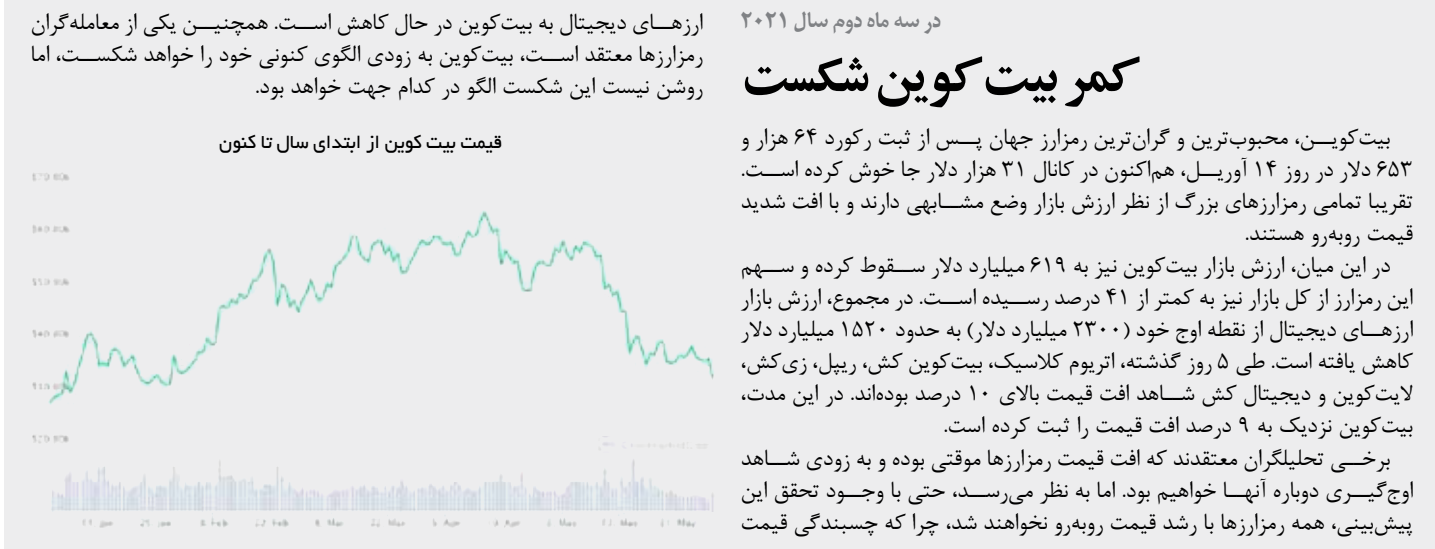 در سه ماه دوم سال ۲۰۲۱
کمر بیت کوین شکست
بیت‌کویـن، محبوب‌ترین و گران‌ترین رمزارز جهان پس از ثبت رکورد ۶۴ هزار و
۶۵۳ دلار در روز ۱۴ آوریل، هم‌اکنون در کانال ۳۱ هزار دلار جا خوش کرده است.
تقریبا تمامی رمزارزهای بزرگ از نظر ارزش بازار وضع مشابهی دارند و با افت شدید
قیمت روبه‌رو هستند.
در این میان، ارزش بازار بیت‌کوین نیز به ۶۱۹ میلیارد دلار سقوط کرده و سهم
این رمزارز از کل بازار نیز به کمتر از ۴۱ درصد رسیده است. در مجموع، ارزش بازار
ارزهای دیجیتال از نقطه اوج خود (۲۳۰۰ میلیارد دلار) به حدود ۱۵۲۰ میلیارد دلار
کاهش یافته است. طی ۵ روز گذشته، اتریوم کلاسیک، بیت‌کوین کش، ریپل، زی‌کش،
لایت‌کوین و دیجیتال کش شاهد افت قیمت بالای ۱۰ درصد بوده‌اند. در این مدت،
بیت‌کوین نزدیک به ۹ درصد افت قیمت را ثبت کرده است.
برخی تحلیلگران معتقدند که افت قیمت رمزارزها موقتی بوده و به زودی شاهد
اوج‌گیری دوباره آنها خواهیم بود. اما به نظر می‌رسد، حتی با وجود تحقق این
پیش‌بینی، همه رمزارزها با رشد قیمت روبه‌رو نخواهند شد، چرا که چسبندگی قیمت
ارزهای دیجیتال به بیت‌کوین در حال کاهش است. همچنین یکی از معامله‌گران
رمزارزها معتقد است، بیت‌کوین به زودی الگوی کنونی خود را خواهد شکست، اما
روشن نیست این شکست الگو در کدام جهت خواهد بود.
قیمت بیت کوین از ابتدای سال تا کنون